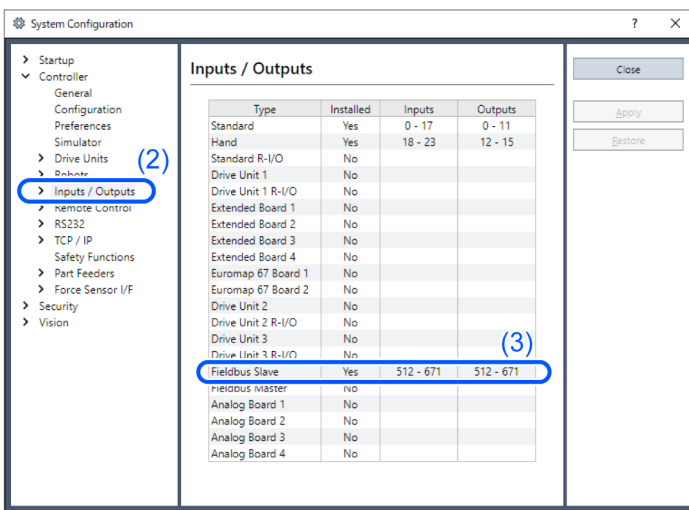 System Configuration
? ×
Startup
Controller
General
Configuration
Preferences
Simulator
Drive Units
(2)
Robots
Inputs / Outputs
Remote Control
RS232
TCP / IP
Safety Functions
Part Feeders
Force Sensor I/F
Security
Vision
Inputs / Outputs
Type Installed Inputs Outputs
Standard Yes 0 - 17 0 - 11
Hand Yes 18 - 23 12 - 15
Standard R-I/O No
Drive Unit 1 No
Drive Unit 1 R-I/O No
Extended Board 1 No
Extended Board 2 No
Extended Board 3 No
Extended Board 4 No
Euromap 67 Board 1 No
Euromap 67 Board 2 No
Drive Unit 2 No
Drive Unit 2 R-I/O No
Drive Unit 3 No
(3)
Drive Unit 3 R-I/O No
Fieldbus Slave Yes 512 - 671 512 - 671
Fieldbus Master No
Analog Board 1 No
Analog Board 2 No
Analog Board 3 No
Analog Board 4 No
Close
Apply
Restore